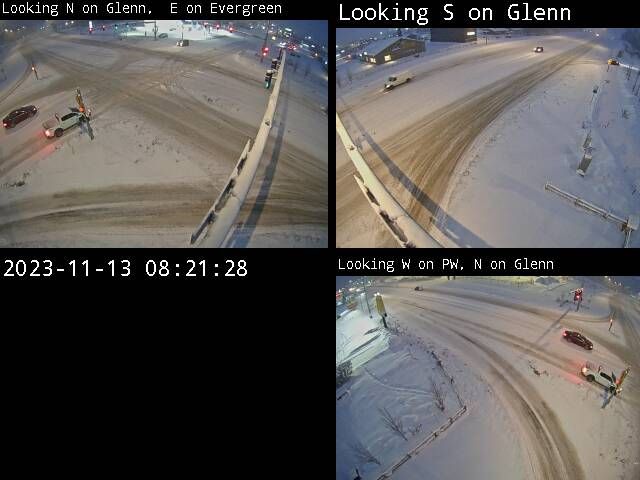 Looking N on Glenn,  E on Evergreen
Looking S on Glenn
2023-11-13 08:21:28
Looking W on PW, N on Glenn